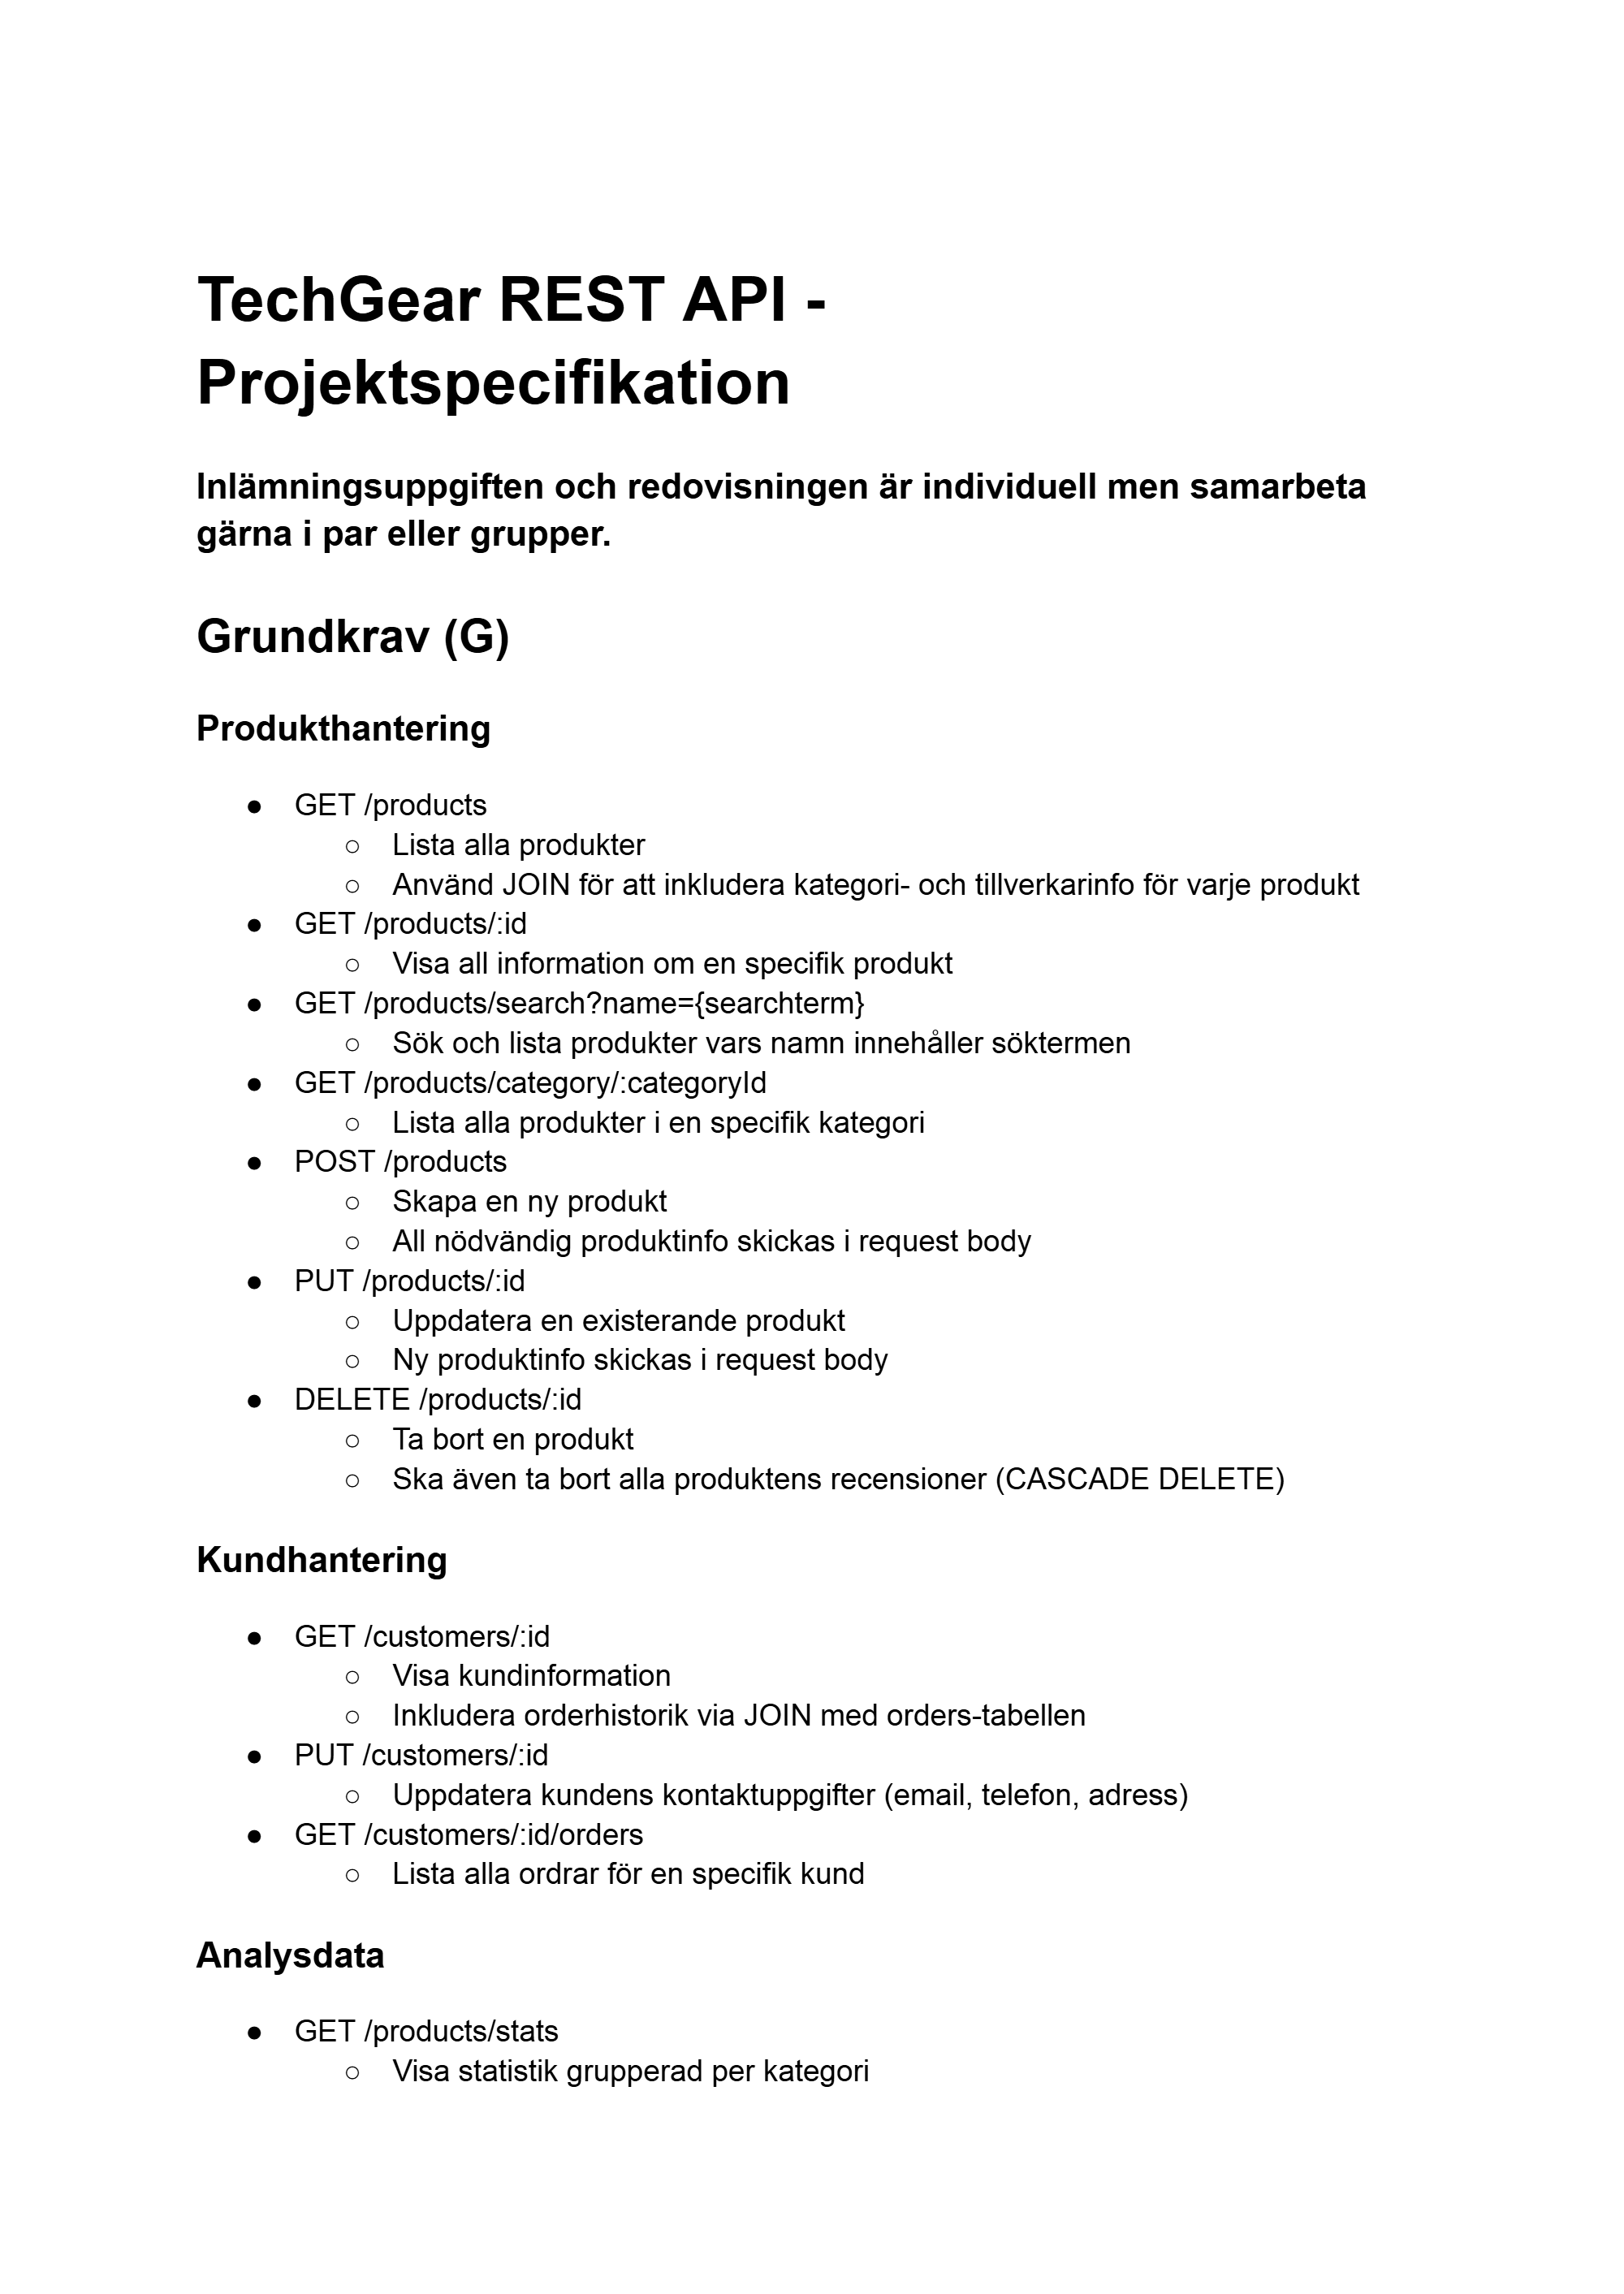 TechGear REST API -
Projektspecifikation
Inlämningsuppgiften och redovisningen är individuell men samarbeta
gärna i par eller grupper.
Grundkrav (G)
Produkthantering
● GET /products
○ Lista alla produkter
○ Använd JOIN för att inkludera kategori- och tillverkarinfo för varje produkt
● GET /products/:id
○ Visa all information om en specifik produkt
● GET /products/search?name={searchterm}
○ Sök och lista produkter vars namn innehåller söktermen
● GET /products/category/:categoryId
○ Lista alla produkter i en specifik kategori
● POST /products
○ Skapa en ny produkt
○ All nödvändig produktinfo skickas i request body
● PUT /products/:id
○ Uppdatera en existerande produkt
○ Ny produktinfo skickas i request body
● DELETE /products/:id
○ Ta bort en produkt
○ Ska även ta bort alla produktens recensioner (CASCADE DELETE)
Kundhantering
● GET /customers/:id
○ Visa kundinformation
○ Inkludera orderhistorik via JOIN med orders-tabellen
● PUT /customers/:id
○ Uppdatera kundens kontaktuppgifter (email, telefon, adress)
● GET /customers/:id/orders
○ Lista alla ordrar för en specifik kund
Analysdata
● GET /products/stats
○ Visa statistik grupperad per kategori